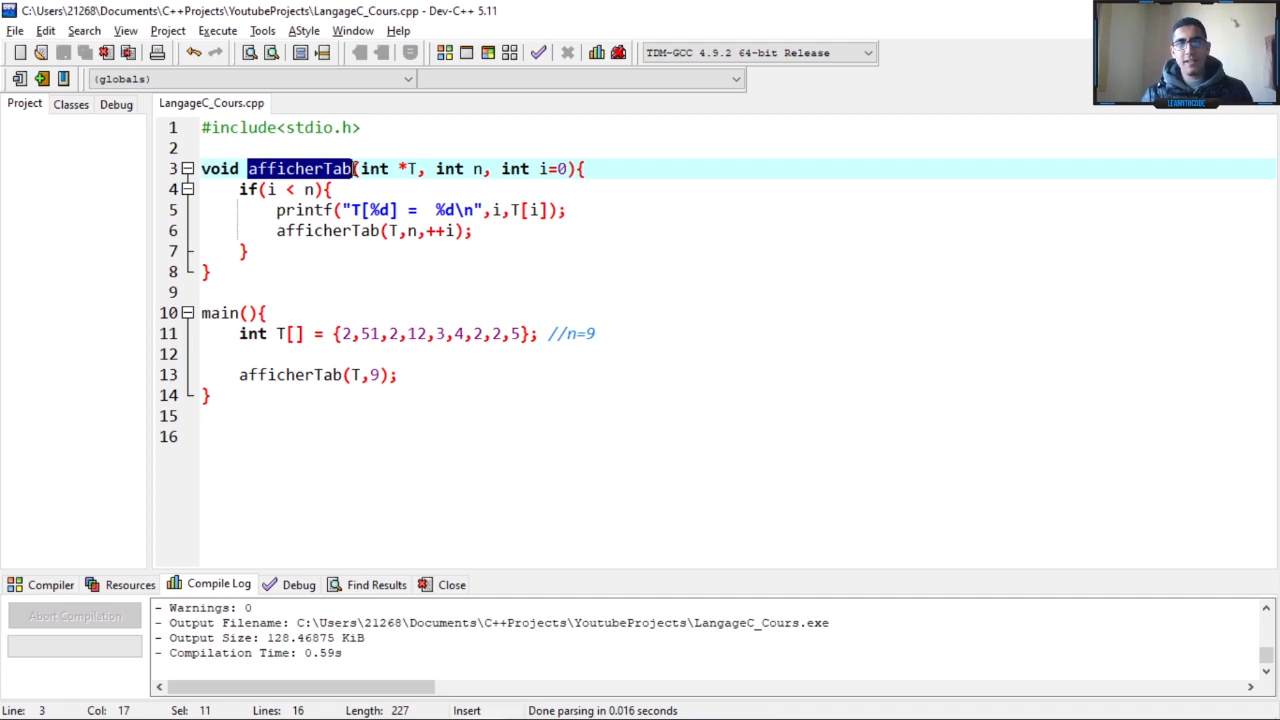 C:\Users\21268\Documents\C++Projects\YoutubeProjects\LangageC_Cours.cpp - Dev-C++ 5.11
File Edit Search View Project Execute Tools AStyle Window Help
TDM-GCC 4.9.2 64-bit Release
(globals)
Project Classes Debug LangageC_Cours.cpp
LEARNTOCODE
1 #include<stdio.h>
2
3 void afficherTab(int *T, int n, int i=0){
4 if(i < n){
5 printf("T[%d] =  %d\n",i,T[i]);
6 afficherTab(T,n,++i);
7 }
8 }
9
10 main(){
11 int T[] = {2,51,2,12,3,4,2,2,5}; //n=9
12
13 afficherTab(T,9);
14 }
15
16
Compiler Resources Compile Log Debug Find Results Close
Abort Compilation
- Warnings: 0
- Output Filename: C:\Users\21268\Documents\C++Projects\YoutubeProjects\LangageC_Cours.exe
- Output Size: 128.46875 KiB
- Compilation Time: 0.59s
Line: 3 Col: 17 Sel: 11 Lines: 16 Length: 227 Insert Done parsing in 0.016 seconds